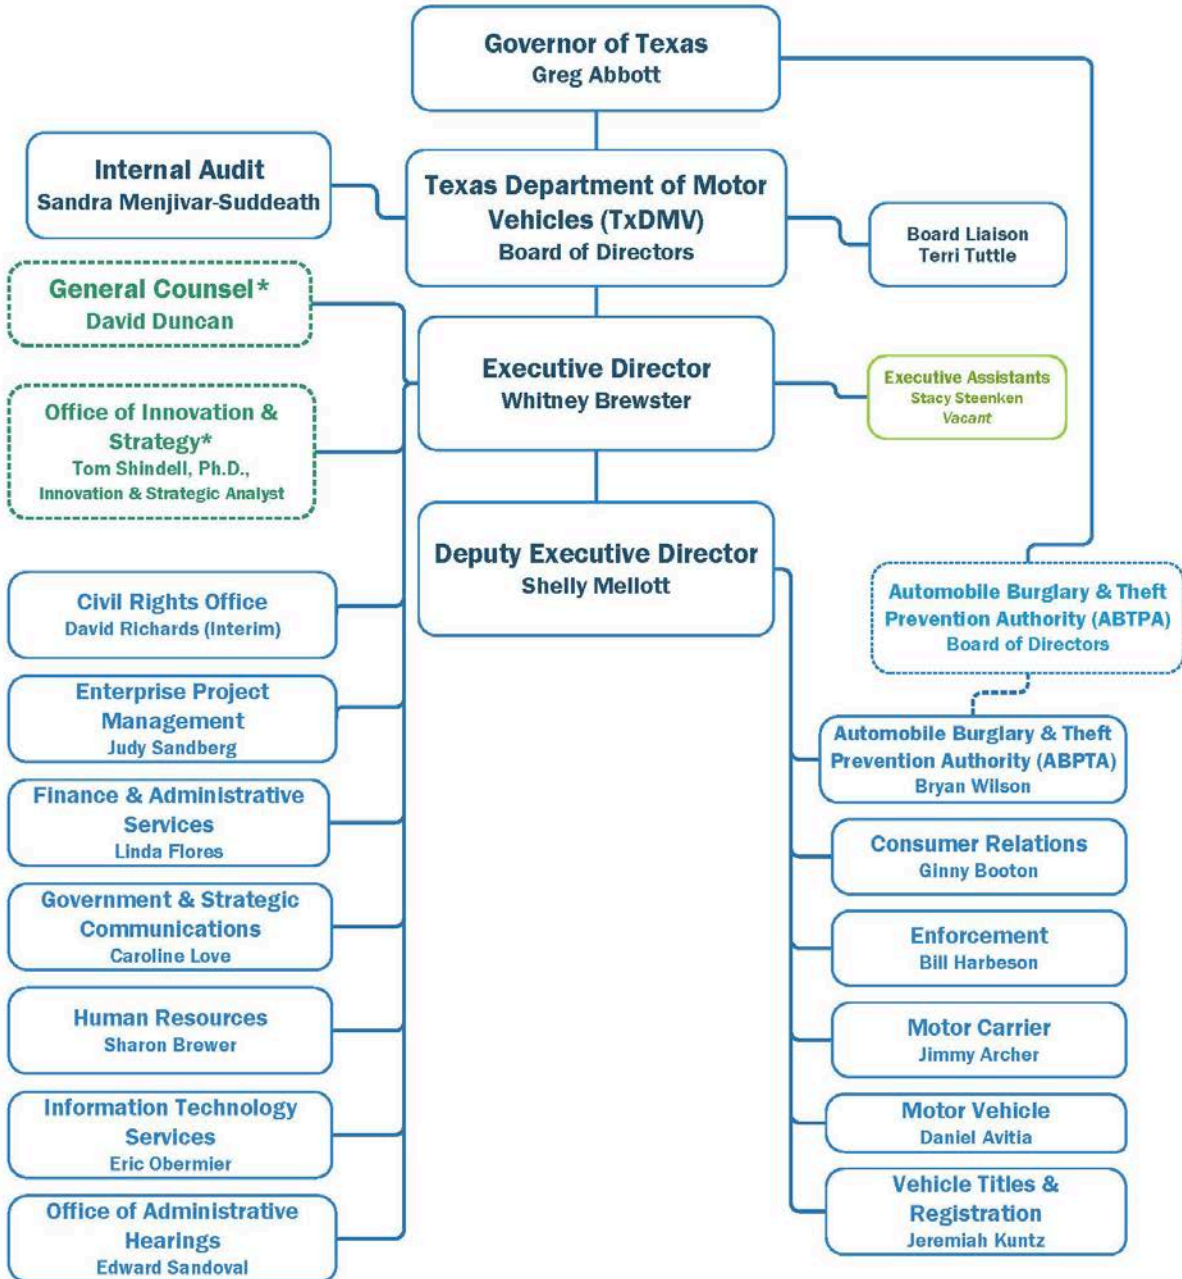 Governor of Texas
Greg Abbott
Internal Audit
Sandra Menjivar-Suddeath
Texas Department of Motor
Vehicles (TxDMV)
Board of Directors
Board Liaison
Terri Tuttle
General Counsel*
David Duncan
Executive Director
Whitney Brewster
Executive Assistants
Stacy Steenken
Vacant
Office of Innovation &
Strategy*
Tom Shindell, Ph.D.,
Innovation & Strategic Analyst
Deputy Executive Director
Shelly Mellott
Automobile Burglary & Theft
Prevention Authority (ABTPA)
Board of Directors
Civil Rights Office
David Richards (Interim)
Enterprise Project
Management
Judy Sandberg
Finance & Administrative
Services
Linda Flores
Government & Strategic
Communications
Caroline Love
Human Resources
Sharon Brewer
Information Technology
Services
Eric Obermier
Office of Administrative
Hearings
Edward Sandoval
Automobile Burglary & Theft
Prevention Authority (ABPTA)
Bryan Wilson
Consumer Relations
Ginny Booton
Enforcement
Bill Harbeson
Motor Carrier
Jimmy Archer
Motor Vehicle
Daniel Avitia
Vehicle Titles &
Registration
Jeremiah Kuntz